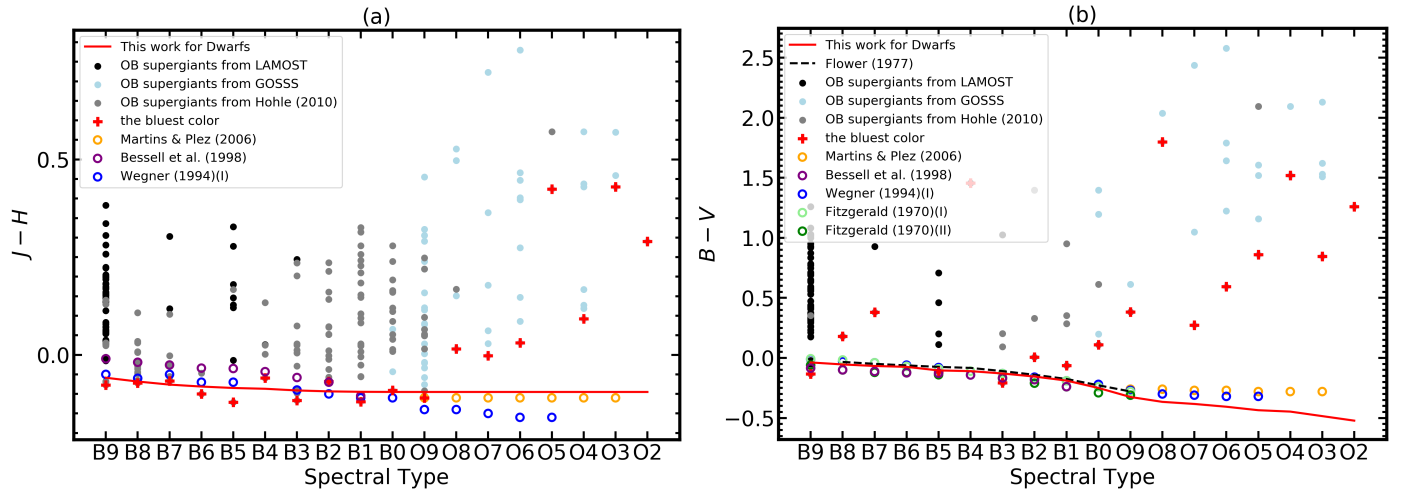 (a)
This work for Dwarfs
OB supergiants from LAMOST
OB supergiants from GOSSS
OB supergiants from Hohle (2010)
the bluest color
Martins & Plez (2006)
Bessell et al. (1998)
Wegner (1994)(I)
0.5
0.0
J − H
B9 B8 B7 B6 B5 B4 B3 B2 B1 B0 O9 O8 O7 O6 O5 O4 O3 O2
Spectral Type
(b)
This work for Dwarfs
Flower (1977)
OB supergiants from LAMOST
OB supergiants from GOSSS
OB supergiants from Hohle (2010)
the bluest color
Martins & Plez (2006)
Bessell et al. (1998)
Wegner (1994)(I)
Fitzgerald (1970)(I)
Fitzgerald (1970)(II)
2.5
2.0
1.5
1.0
0.5
0.0
−0.5
B − V
B9 B8 B7 B6 B5 B4 B3 B2 B1 B0 O9 O8 O7 O6 O5 O4 O3 O2
Spectral Type